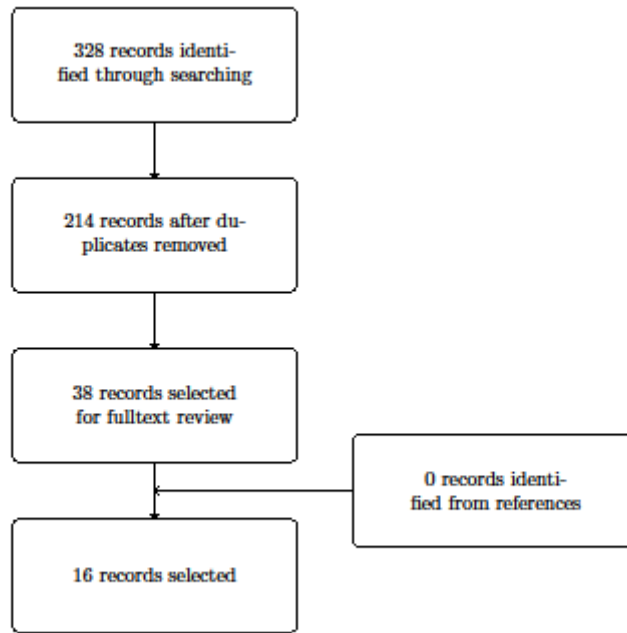 328 records identi-
fied through searching
214 records after du-
plicates removed
38 records selected
for fulltext review
0 records identi-
fied from references
16 records selected